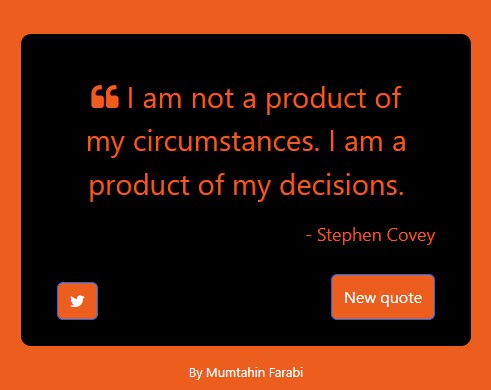 ❝ I am not a product of
my circumstances. I am a
product of my decisions.
- Stephen Covey
New quote
By Mumtahin Farabi